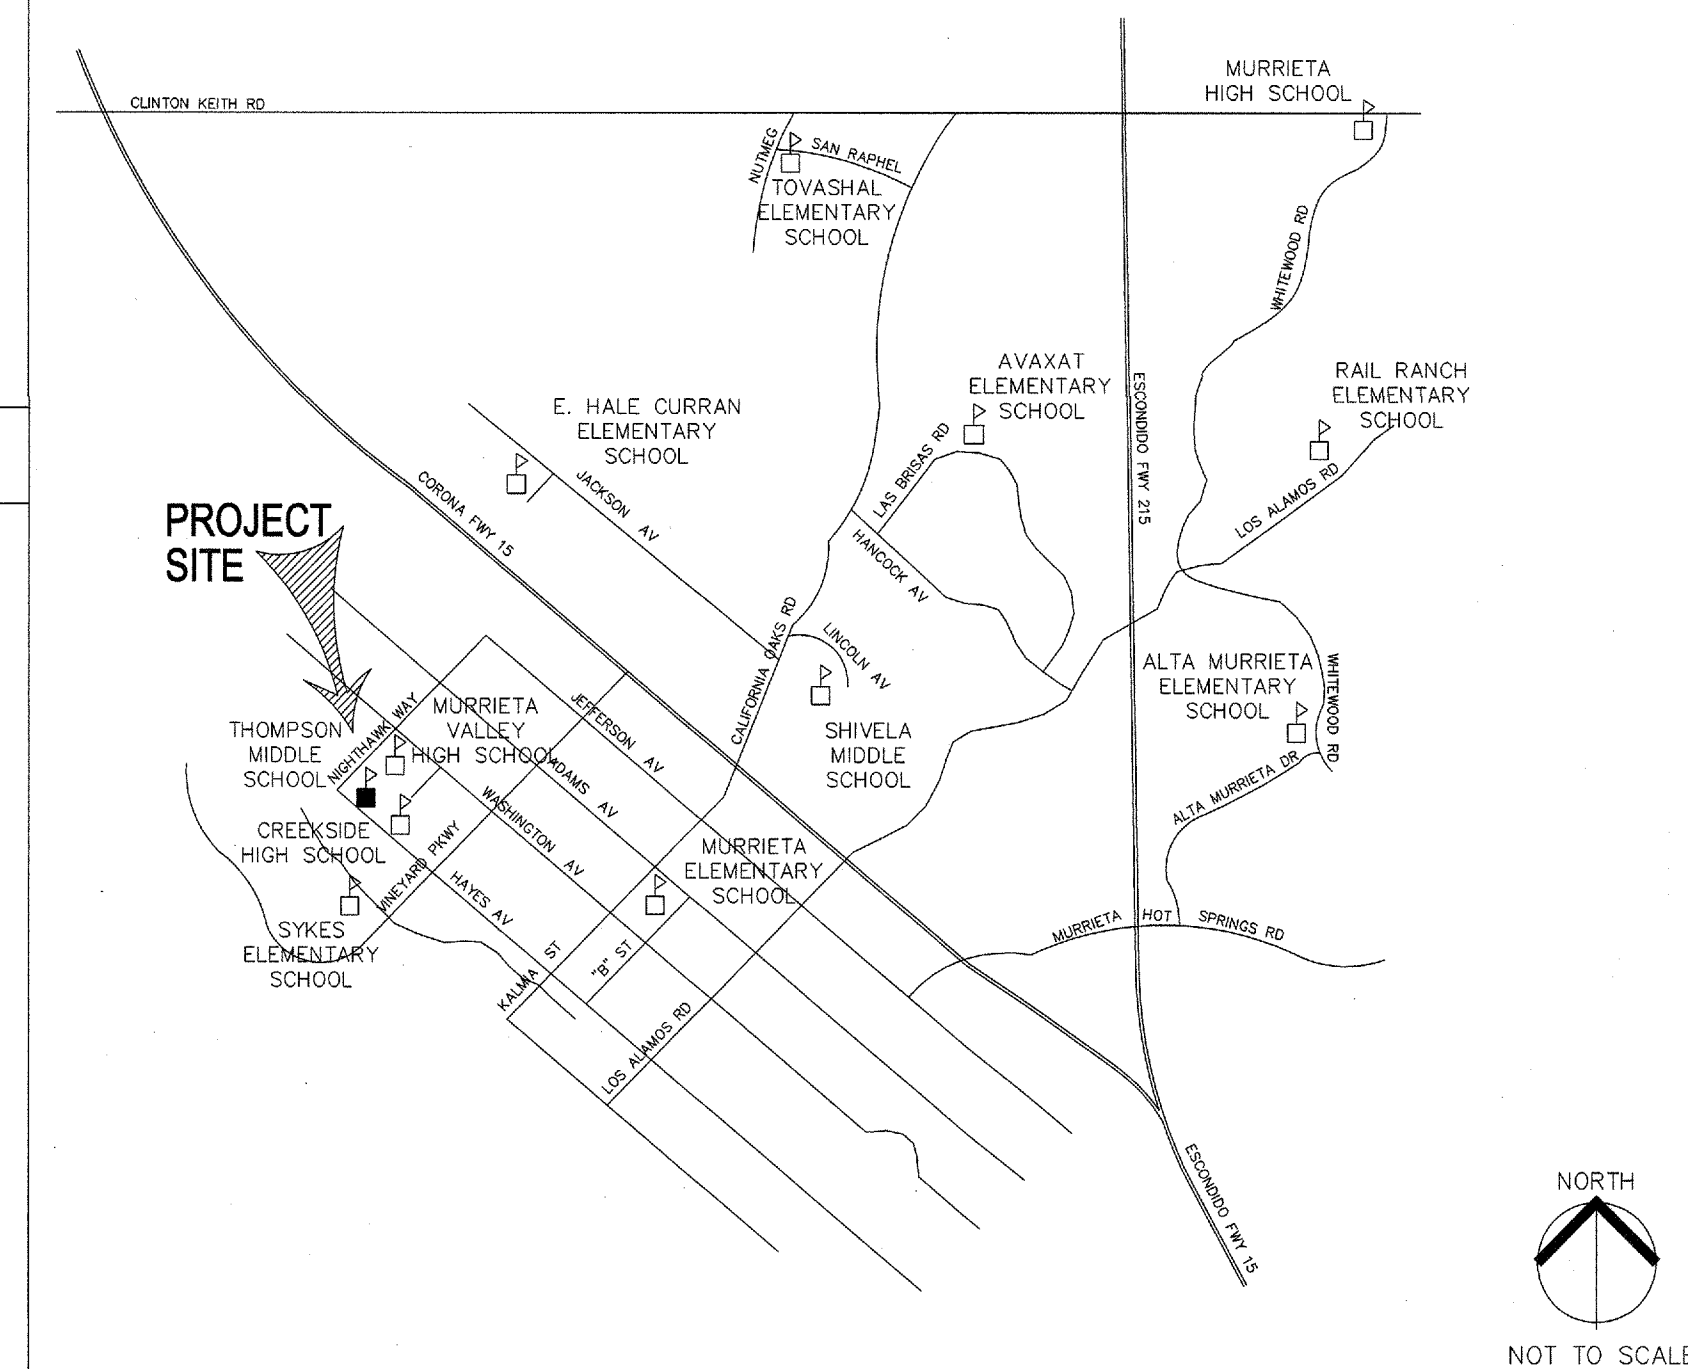 MURRIETA
HIGH SCHOOL
CLINTON KEITH RD
NUTMEG
SAN RAPHEL
TOVASHAL
ELEMENTARY
SCHOOL
WHITEWOOD RD
AVAXAT
ELEMENTARY
SCHOOL
RAIL RANCH
ELEMENTARY
SCHOOL
ESCONDIDO FWY 215
E. HALE CURRAN
ELEMENTARY
SCHOOL
LAS BRISAS RD
LOS ALAMOS RD
JACKSON AV
CORONA FWY 15
PROJECT
SITE
HANCOCK AV
CALIFORNIA OAKS RD
LINCOLN AV
ALTA MURRIETA
ELEMENTARY
SCHOOL
WHITEWOOD RD
NIGHTHAWK WAY
MURRIETA
VALLEY
HIGH SCHOOL
JEFFERSON AV
THOMPSON
MIDDLE
SCHOOL
SHIVELA
MIDDLE
SCHOOL
ADAMS AV
WASHINGTON AV
ALTA MURRIETA DR
CREEKSIDE
HIGH SCHOOL
VINEYARD PKWY
HAYES AV
MURRIETA
ELEMENTARY
SCHOOL
SYKES
ELEMENTARY
SCHOOL
KALMIA ST
"B" ST
MURRIETA HOT SPRINGS RD
LOS ALAMOS RD
ESCONDIDO FWY 15
NORTH
NOT TO SCALE